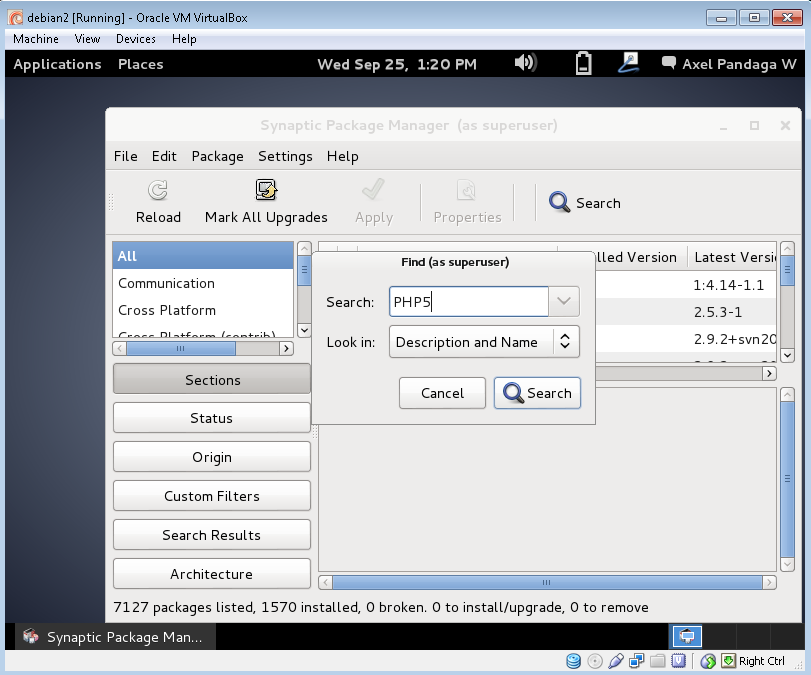 debian2 [Running] - Oracle VM VirtualBox
Machine View Devices Help
Applications Places Wed Sep 25, 1:20 PM Axel Pandaga W
Synaptic Package Manager (as superuser)
File Edit Package Settings Help
Reload Mark All Upgrades Apply Properties Search
All
Communication
Cross Platform
Cross Platform (contrib)
lled Version Latest Versi
1:4.14-1.1
2.5.3-1
2.9.2+svn20
Find (as superuser)
Search: PHP5
Look in: Description and Name
Cancel Search
Sections
Status
Origin
Custom Filters
Search Results
Architecture
7127 packages listed, 1570 installed, 0 broken. 0 to install/upgrade, 0 to remove
Synaptic Package Man...
Right Ctrl